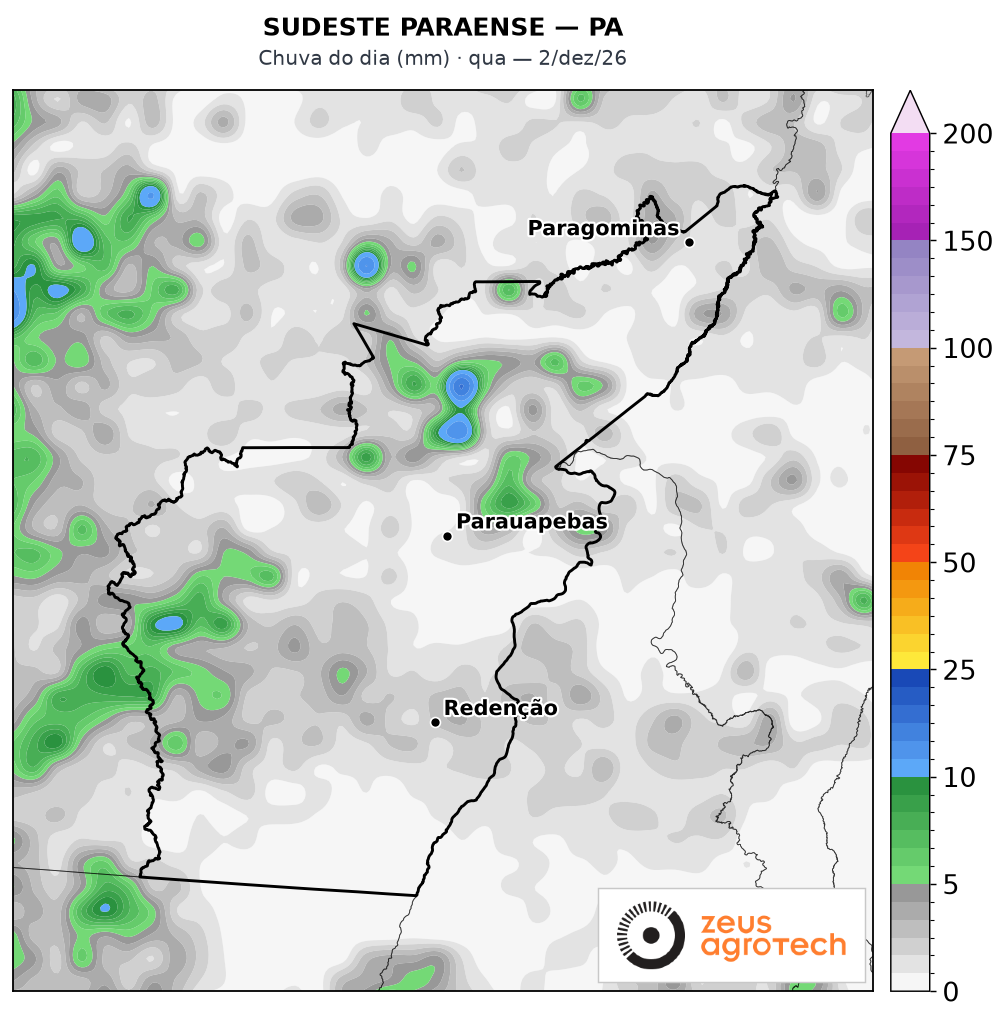 SUDESTE PARAENSE — PA
Chuva do dia (mm) · qua — 2/dez/26
200
Paragominas
150
100
75
Parauapebas
50
25
Redenção
10
5
zeus
agrotech
0